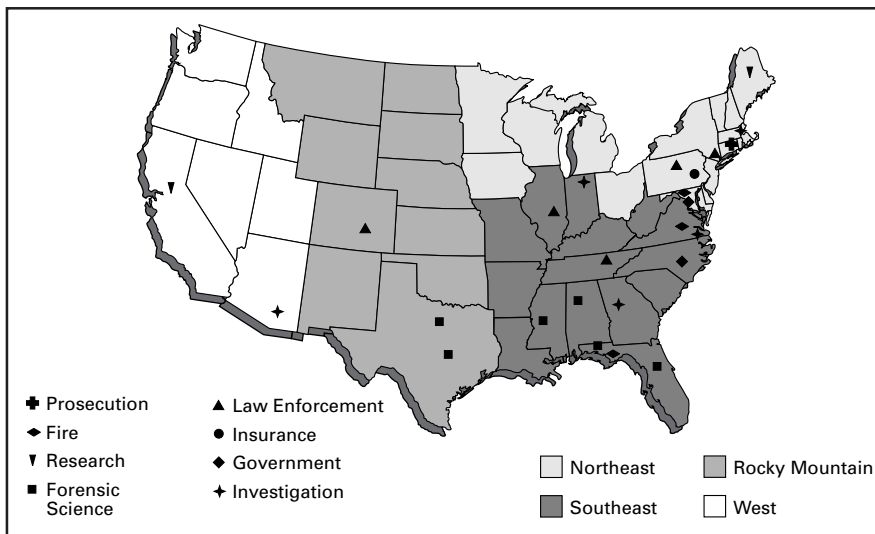 Prosecution
Fire
Research
Forensic
Science
Law Enforcement
Insurance
Government
Investigation
Northeast
Southeast
Rocky Mountain
West